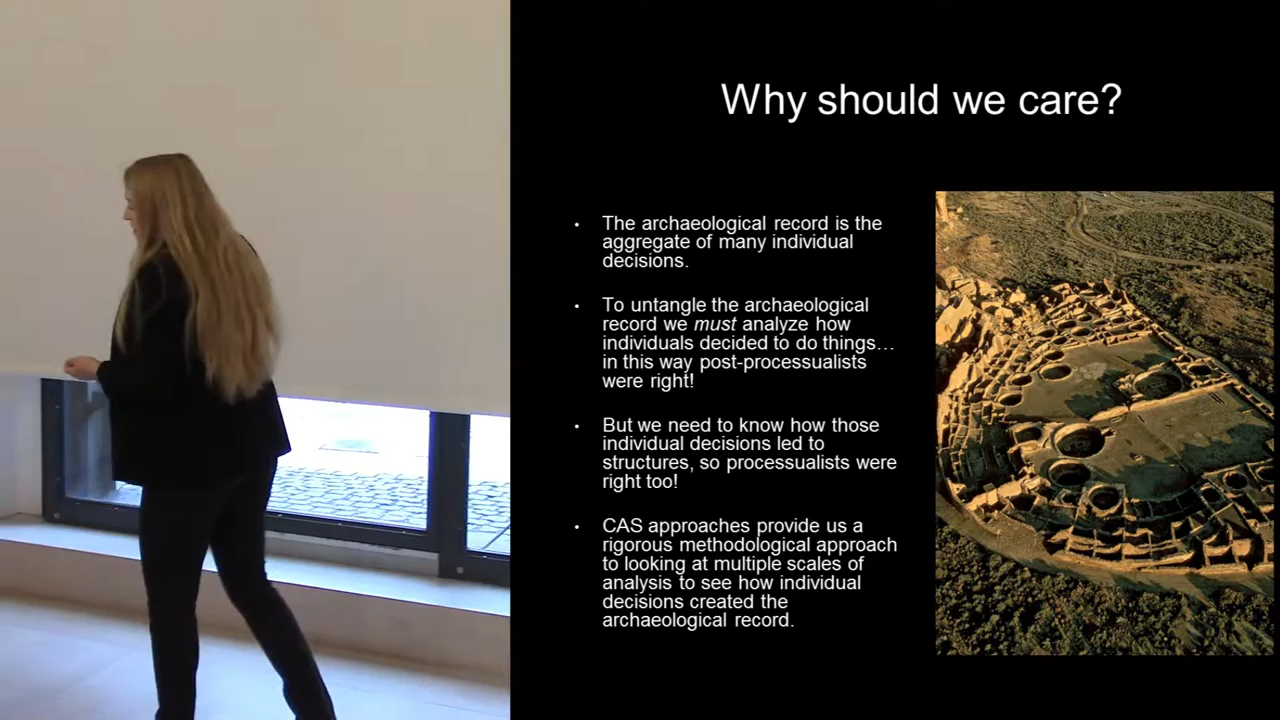 Why should we care?
• The archaeological record is the
aggregate of many individual
decisions.
• To untangle the archaeological
record we must analyze how
individuals decided to do things…
in this way post-processualists
were right!
• But we need to know how those
individual decisions led to
structures, so processualists were
right too!
• CAS approaches provide us a
rigorous methodological approach
to looking at multiple scales of
analysis to see how individual
decisions created the
archaeological record.